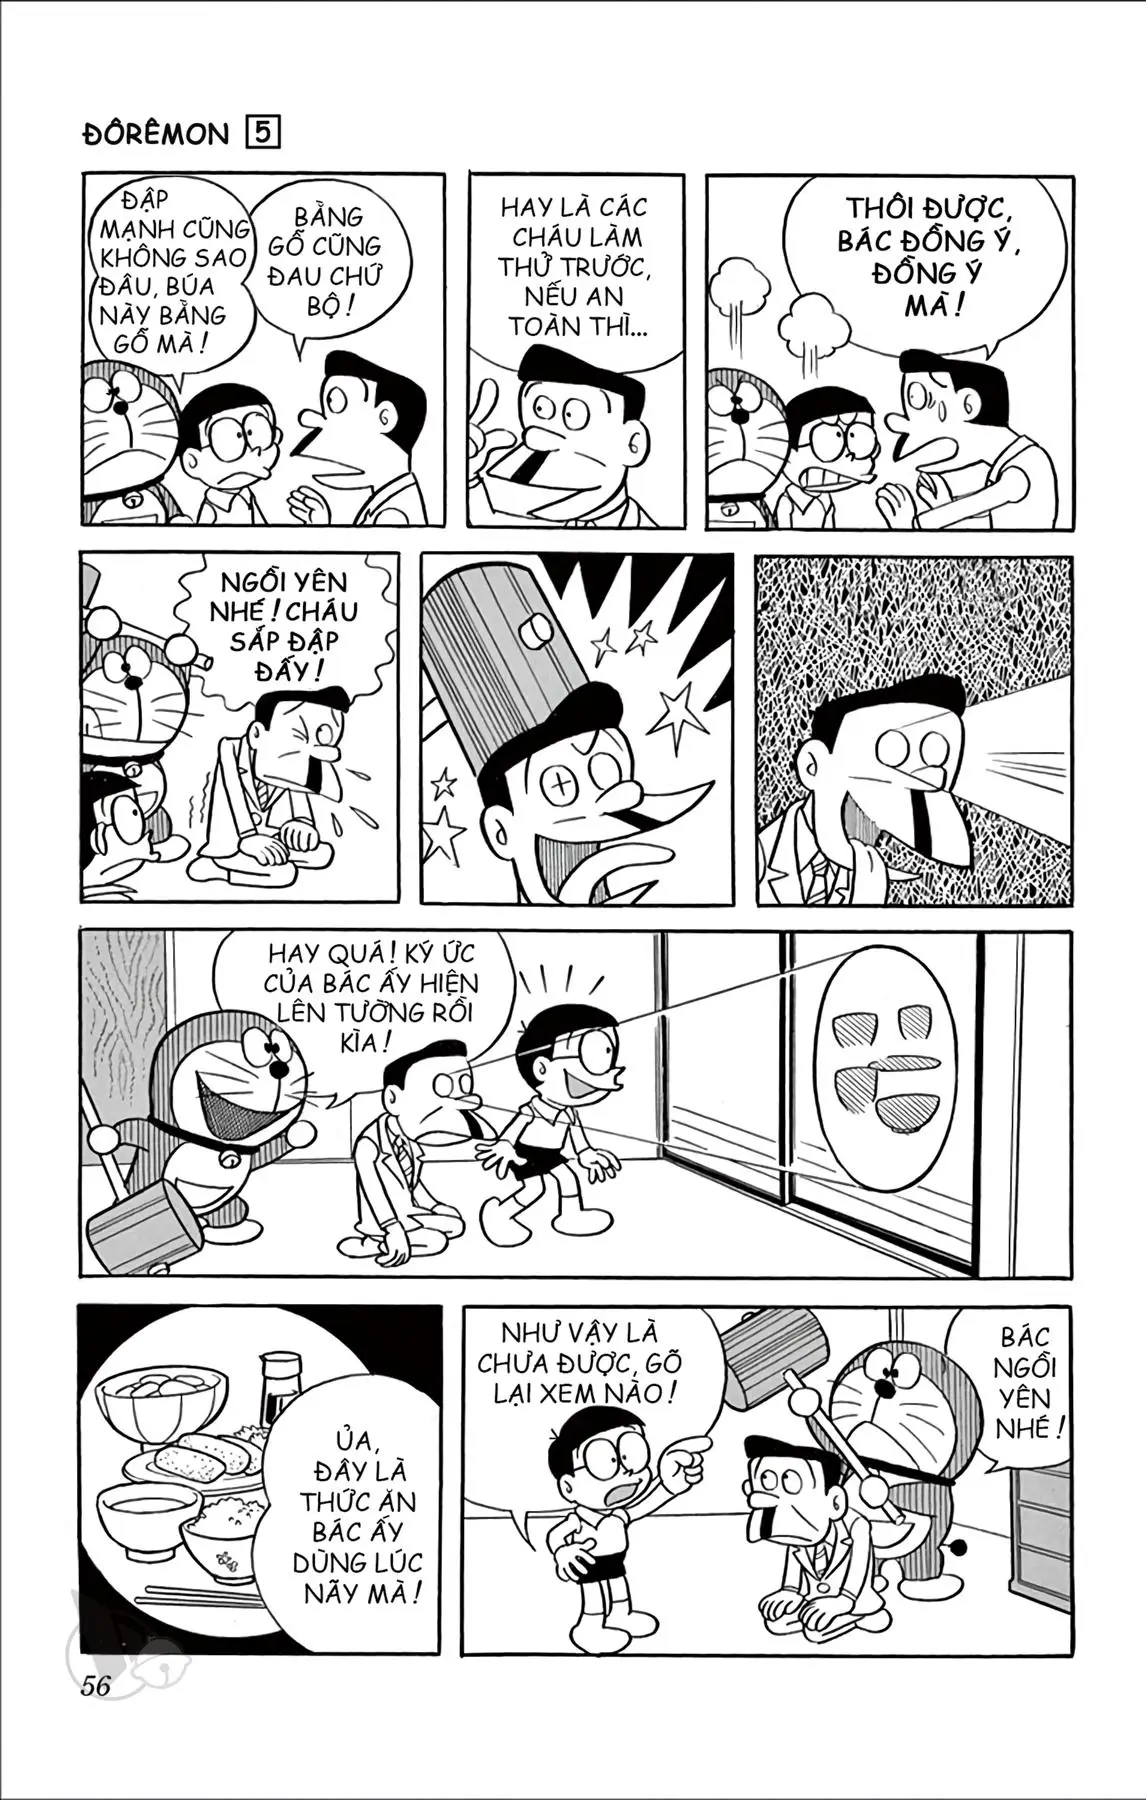 ĐÔRÊMON 5
ĐẬP
MẠNH CŨNG
KHÔNG SAO
ĐÂU, BÚA
NÀY BẰNG
GỖ MÀ!
BẰNG
GỖ CŨNG
ĐAU CHỨ
BỘ!
HAY LÀ CÁC
CHÁU LÀM
THỬ TRƯỚC,
NẾU AN
TOÀN THÌ...
THÔI ĐƯỢC,
BÁC ĐỒNG Ý,
ĐỒNG Ý
MÀ!
NGỒI YÊN
NHÉ! CHÁU
SẮP ĐẬP
ĐẤY!
HAY QUÁ! KÝ ỨC
CỦA BÁC ẤY HIỆN
LÊN TƯỜNG RỒI
KÌA!
ỦA,
ĐÂY LÀ
THỨC ĂN
BÁC ẤY
DÙNG LÚC
NÃY MÀ!
NHƯ VẬY LÀ
CHƯA ĐƯỢC, GÕ
LẠI XEM NÀO!
BÁC
NGỒI
YÊN
NHÉ!
56